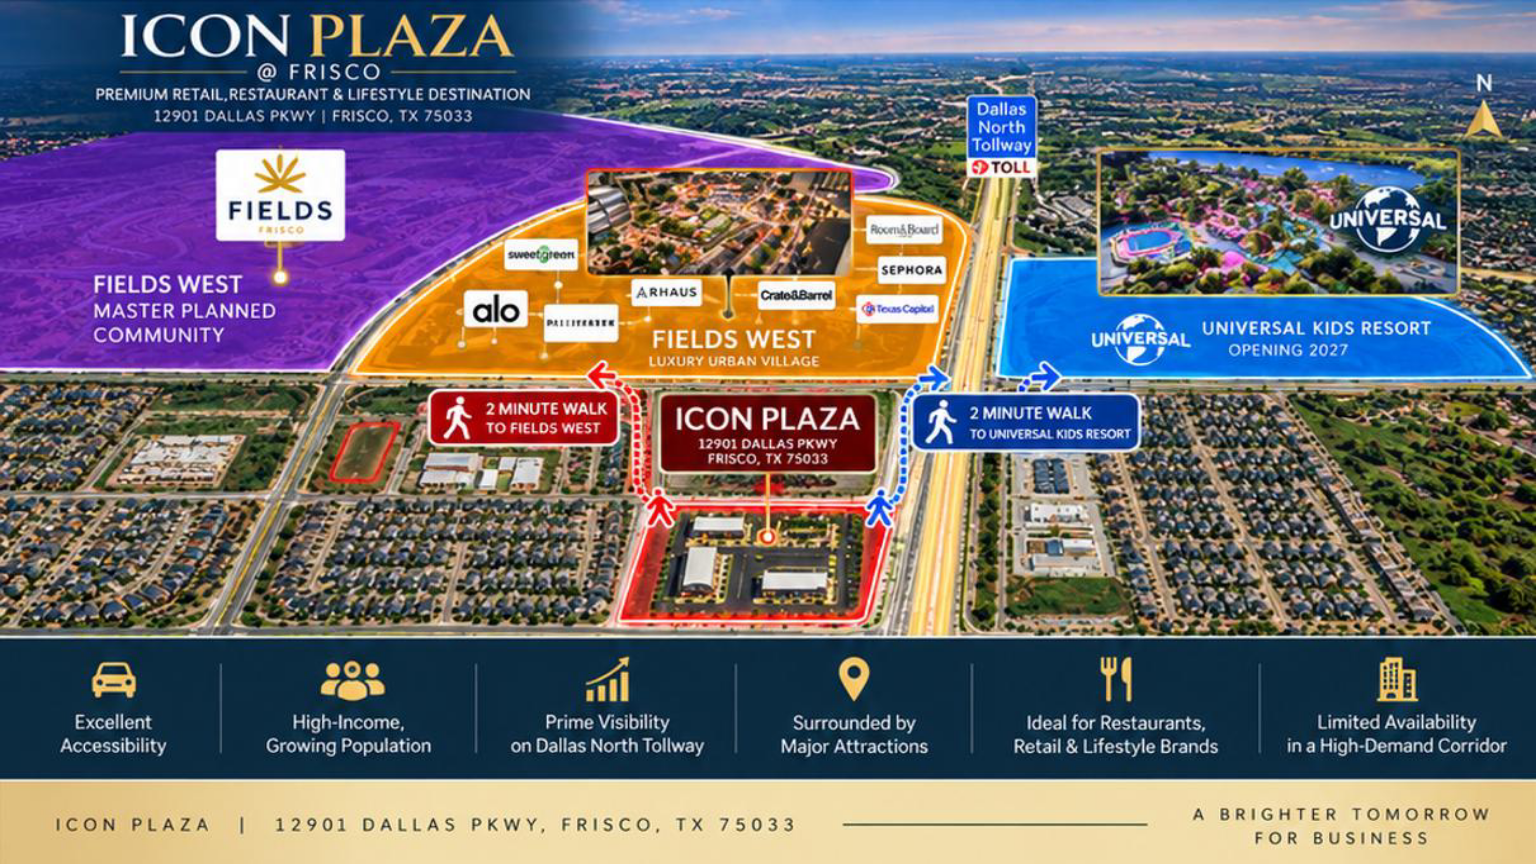 ICON PLAZA
@ FRISCO
PREMIUM RETAIL, RESTAURANT & LIFESTYLE DESTINATION
12901 DALLAS PKWY | FRISCO, TX 75033
N
Dallas
North
Tollway
TOLL
FIELDS
FRISCO
FIELDS WEST
MASTER PLANNED
COMMUNITY
sweetgreen
alo
ARHAUS
Crate&Barrel
Room&Board
SEPHORA
Texas Capital
FIELDS WEST
LUXURY URBAN VILLAGE
UNIVERSAL
UNIVERSAL
UNIVERSAL KIDS RESORT
OPENING 2027
2 MINUTE WALK
TO FIELDS WEST
ICON PLAZA
12901 DALLAS PKWY
FRISCO, TX 75033
2 MINUTE WALK
TO UNIVERSAL KIDS RESORT
Excellent
Accessibility
High-Income,
Growing Population
Prime Visibility
on Dallas North Tollway
Surrounded by
Major Attractions
Ideal for Restaurants,
Retail & Lifestyle Brands
Limited Availability
in a High-Demand Corridor
ICON PLAZA | 12901 DALLAS PKWY, FRISCO, TX 75033
A BRIGHTER TOMORROW
FOR BUSINESS